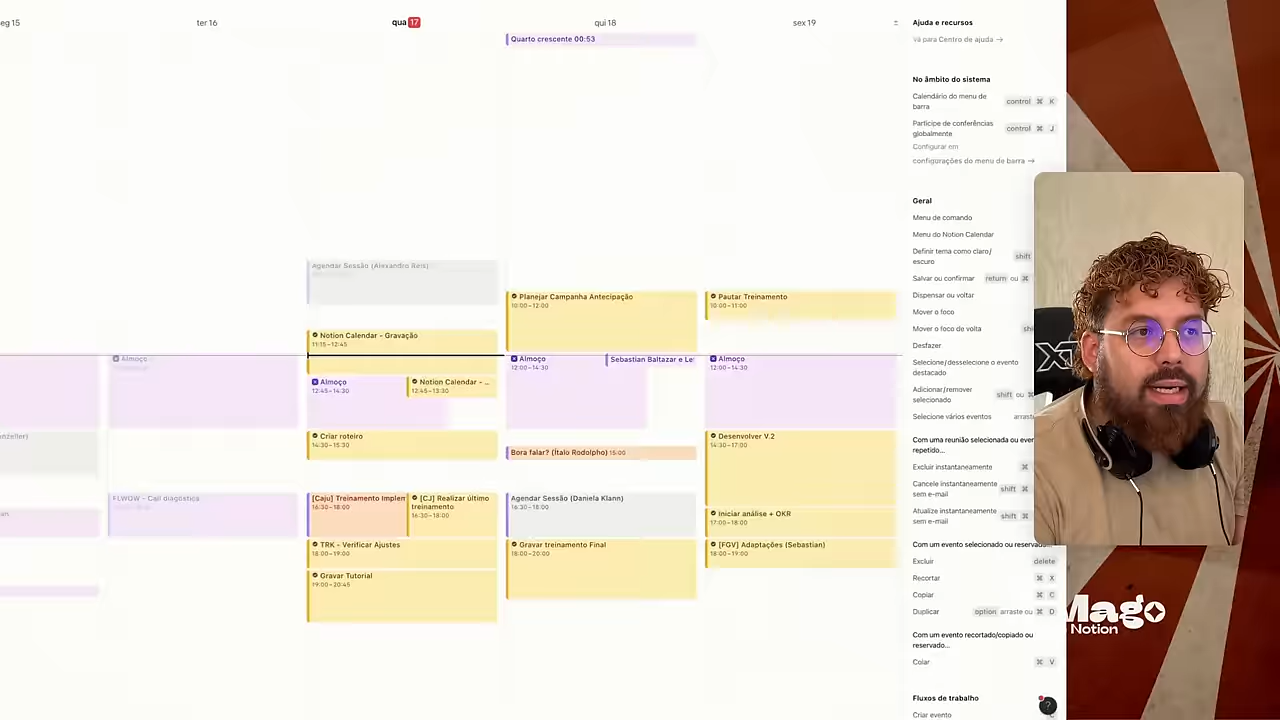 eg 15
ter 16
qua 17
qui 18
sex 19
Quarto crescente 00:53
Agendar Sessão (Alexandro Reis)
Notion Calendar - Gravação
11:15–12:45
Almoço
Almoço
12:45–14:30
Notion Calendar - ...
12:45–13:30
Criar roteiro
14:30–15:30
FLWOW - Call diagóstica
[Caju] Treinamento Implem
16:30–18:00
[CJ] Realizar último
treinamento
16:30–18:00
TRK - Verificar Ajustes
18:00–19:00
Gravar Tutorial
19:00–20:45
Planejar Campanha Antecipação
10:00–12:00
Almoço
12:00–14:30
Sebastian Baltazar e Le
Bora falar? (Ítalo Rodolpho) 15:00
Agendar Sessão (Daniela Klann)
16:30–18:00
Gravar treinamento Final
18:00–20:00
Pautar Treinamento
10:00–11:00
Almoço
12:00–14:30
Desenvolver V.2
14:30–17:00
Iniciar análise + OKR
17:00–18:00
[FGV] Adaptações (Sebastian)
18:00–19:00
Ajuda e recursos
Vá para Centro de ajuda →
No âmbito do sistema
Calendário do menu de
barra
control ⌘ K
Participe de conferências
globalmente
control ⌘ J
Configurar em
configurações do menu de barra →
Geral
Menu de comando
Menu do Notion Calendar
Definir tema como claro/
escuro
shift
Salvar ou confirmar return ou ⌘
Dispensar ou voltar
Mover o foco
Mover o foco de volta shi
Desfazer
Selecione/desselecione o evento
destacado
Adicionar/remover
selecionado
shift ou ⌘
Selecione vários eventos arraste
Com uma reunião selecionada ou even
repetido...
Excluir instantaneamente ⌘
Cancele instantaneamente
sem e-mail
shift ⌘
Atualize instantaneamente
sem e-mail
shift ⌘
Com um evento selecionado ou reservado...
Excluir delete
Recortar ⌘ X
Copiar ⌘ C
Duplicar option arraste ou ⌘ D
Com um evento recortado/copiado ou
reservado...
Colar ⌘ V
Fluxos de trabalho
Criar evento C
?
Mago
Notion